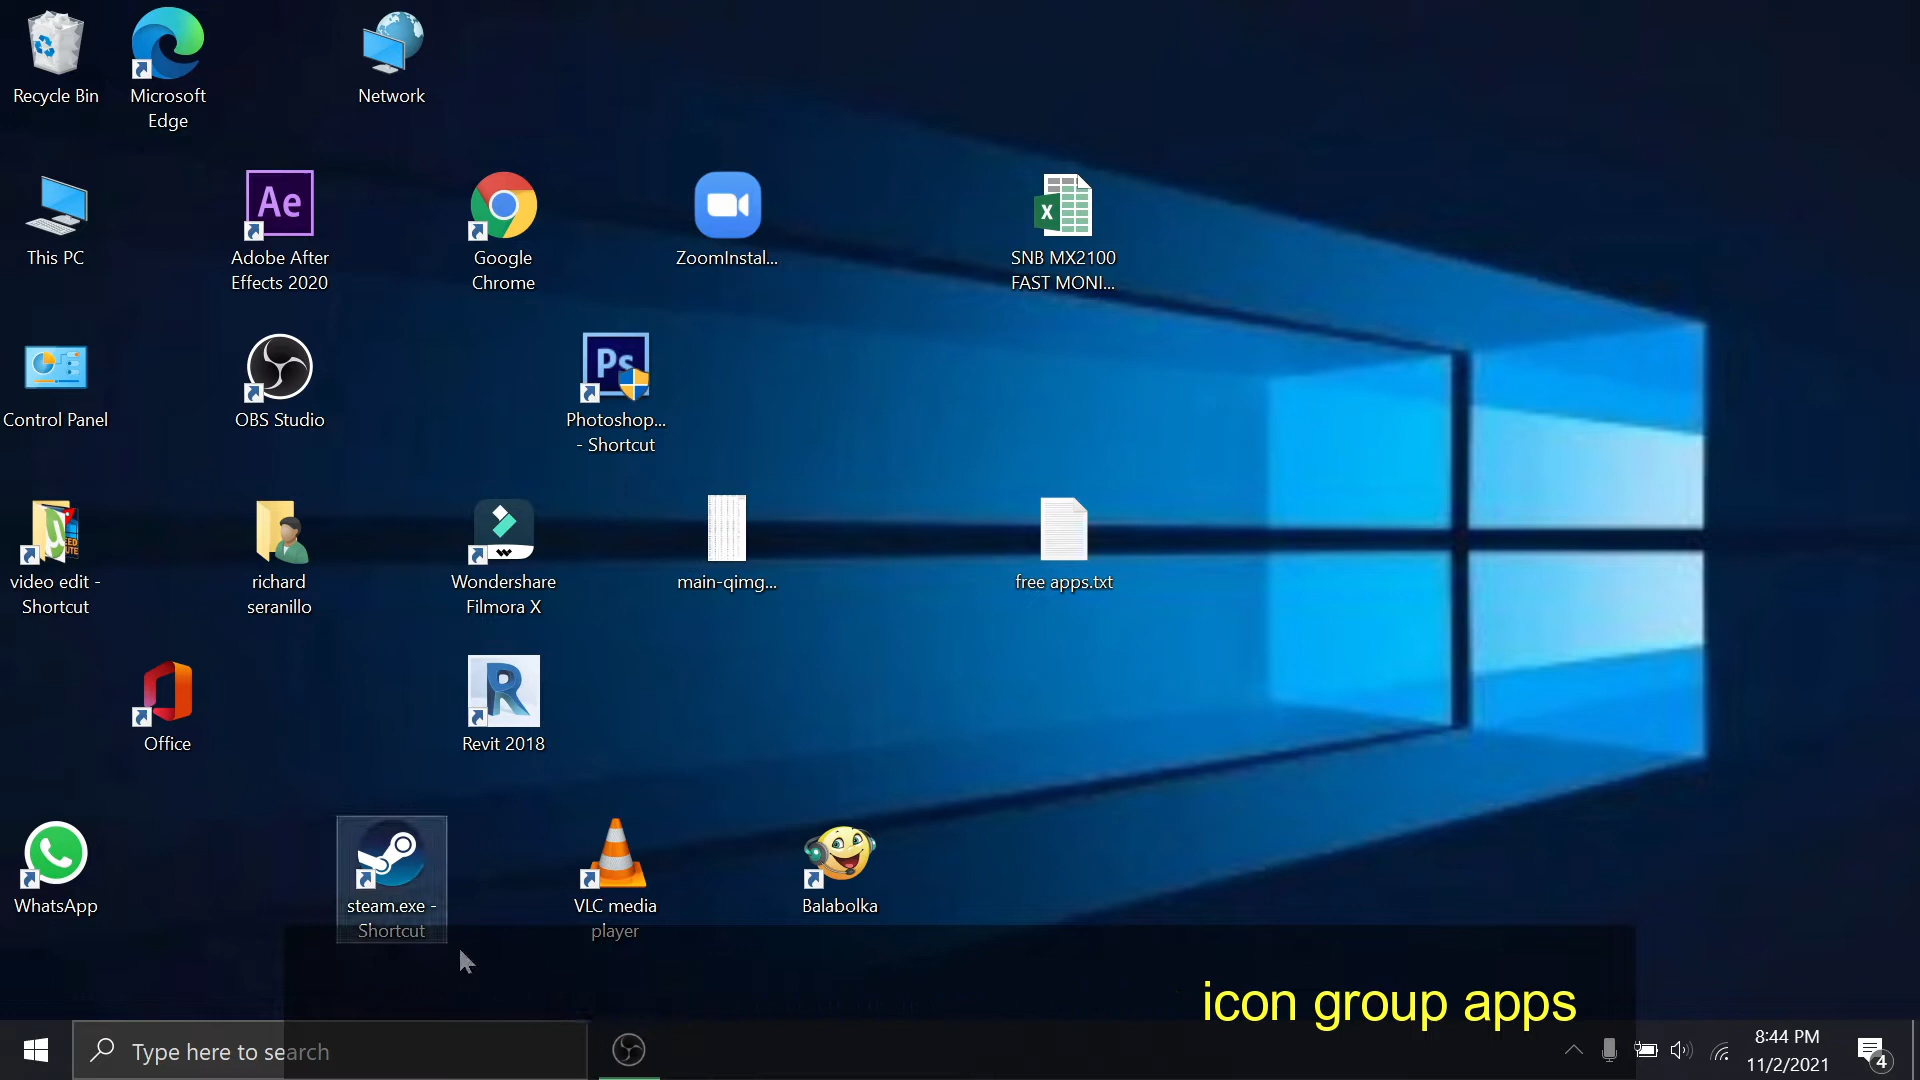 Recycle Bin
Microsoft
Edge
Network
This PC
Ae
Adobe After
Effects 2020
Google
Chrome
ZoomInstal...
X
SNB MX2100
FAST MONI...
Control Panel
OBS Studio
Ps
Photoshop...
- Shortcut
video edit -
Shortcut
richard
seranillo
Wondershare
Filmora X
main-qimg...
free apps.txt
Office
R
Revit 2018
WhatsApp
steam.exe -
Shortcut
VLC media
player
Balabolka
icon group apps
Type here to search
8:44 PM
11/2/2021
4